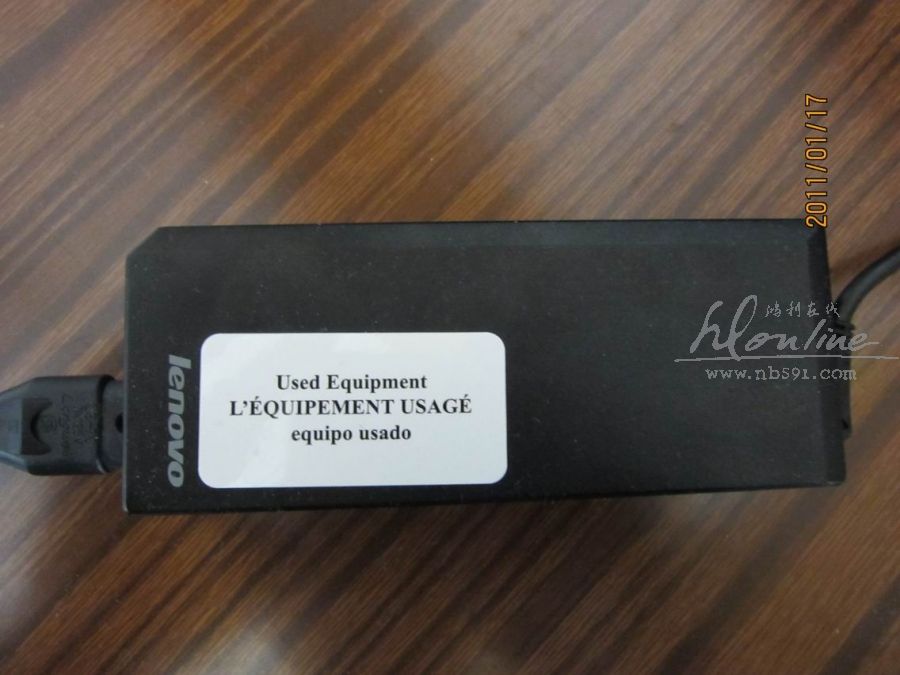 2011/01/17
lenovo
Used Equipment
L'ÉQUIPEMENT USAGÉ
equipo usado
鸿利在线
hlonline
www.nb591.com